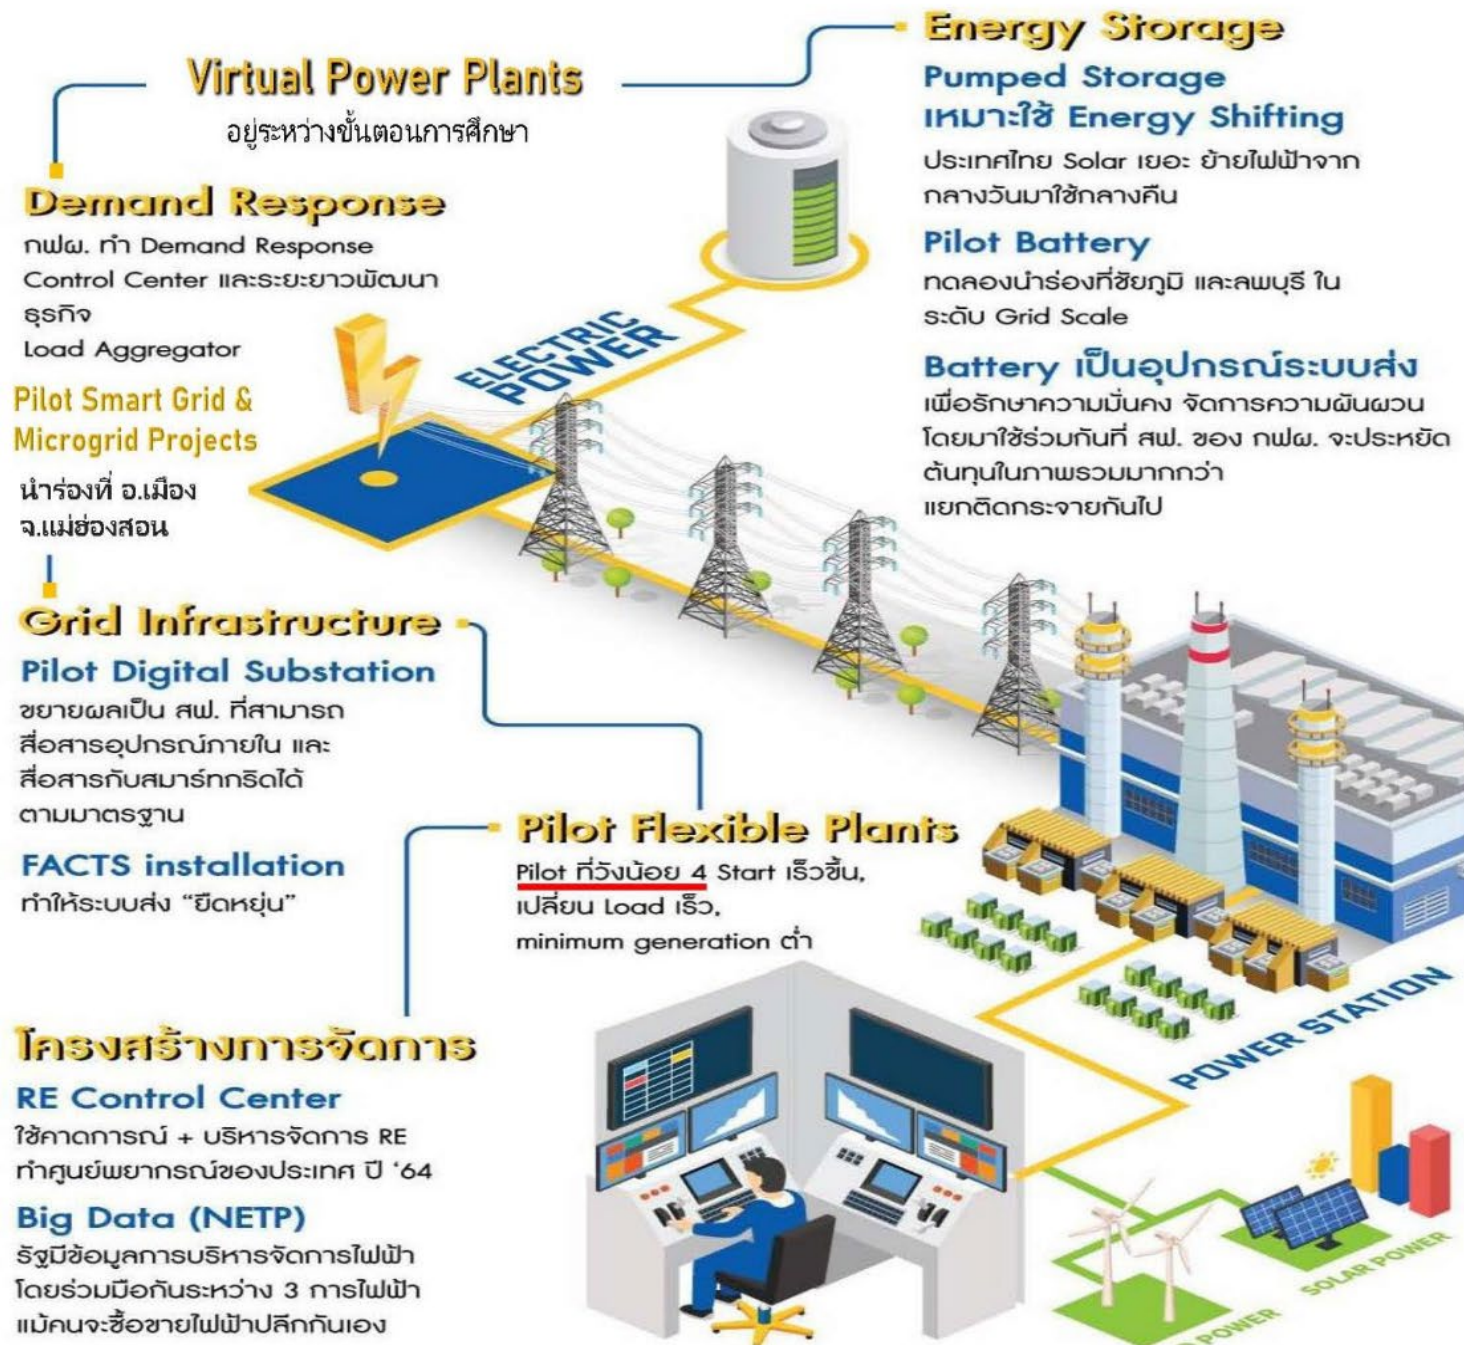 Virtual Power Plants
อยู่ระหว่างขั้นตอนการศึกษา
Demand Response
กฟผ. ทำ Demand Response
Control Center และระยะยาวพัฒนา
ธุรกิจ
Load Aggregator
Pilot Smart Grid &
Microgrid Projects
นำร่องที่ อ.เมือง
จ.แม่ฮ่องสอน
Grid Infrastructure
Pilot Digital Substation
ขยายผลเป็น สฟ. ที่สามารถ
สื่อสารอุปกรณ์ภายใน และ
สื่อสารกับสมาร์ทกริดได้
ตามมาตรฐาน
FACTS installation
ทำให้ระบบส่ง “ยืดหยุ่น”
Energy Storage
Pumped Storage
เหมาะใช้ Energy Shifting
ประเทศไทย Solar เยอะ ย้ายไฟฟ้าจาก
กลางวันมาใช้กลางคืน
Pilot Battery
ทดลองนำร่องที่ชัยภูมิ และลพบุรี ใน
ระดับ Grid Scale
Battery เป็นอุปกรณ์ระบบส่ง
เพื่อรักษาความมั่นคง จัดการความผันผวน
โดยมาใช้ร่วมกันที่ สฟ. ของ กฟผ. จะประหยัด
ต้นทุนในภาพรวมมากกว่า
แยกติดกระจายกันไป
ELECTRIC
POWER
Pilot Flexible Plants
Pilot ที่วังน้อย 4 Start เร็วขึ้น,
เปลี่ยน Load เร็ว,
minimum generation ต่ำ
โครงสร้างการจัดการ
RE Control Center
ใช้คาดการณ์ + บริหารจัดการ RE
ทำศูนย์พยากรณ์ของประเทศ ปี ‘64
Big Data (NETP)
รัฐมีข้อมูลการบริหารจัดการไฟฟ้า
โดยร่วมมือกันระหว่าง 3 การไฟฟ้า
แม้คนจะซื้อขายไฟฟ้าปลีกกันเอง
POWER STATION
SOLAR POWER
POWER